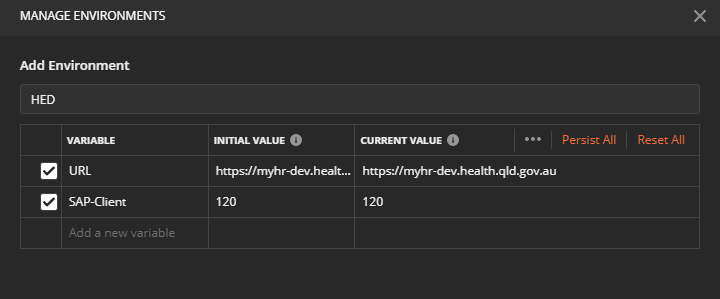 MANAGE ENVIRONMENTS
Add Environment
HED
VARIABLE INITIAL VALUE CURRENT VALUE ••• Persist All Reset All
URL https://myhr-dev.healt... https://myhr-dev.health.qld.gov.au
SAP-Client 120 120
Add a new variable